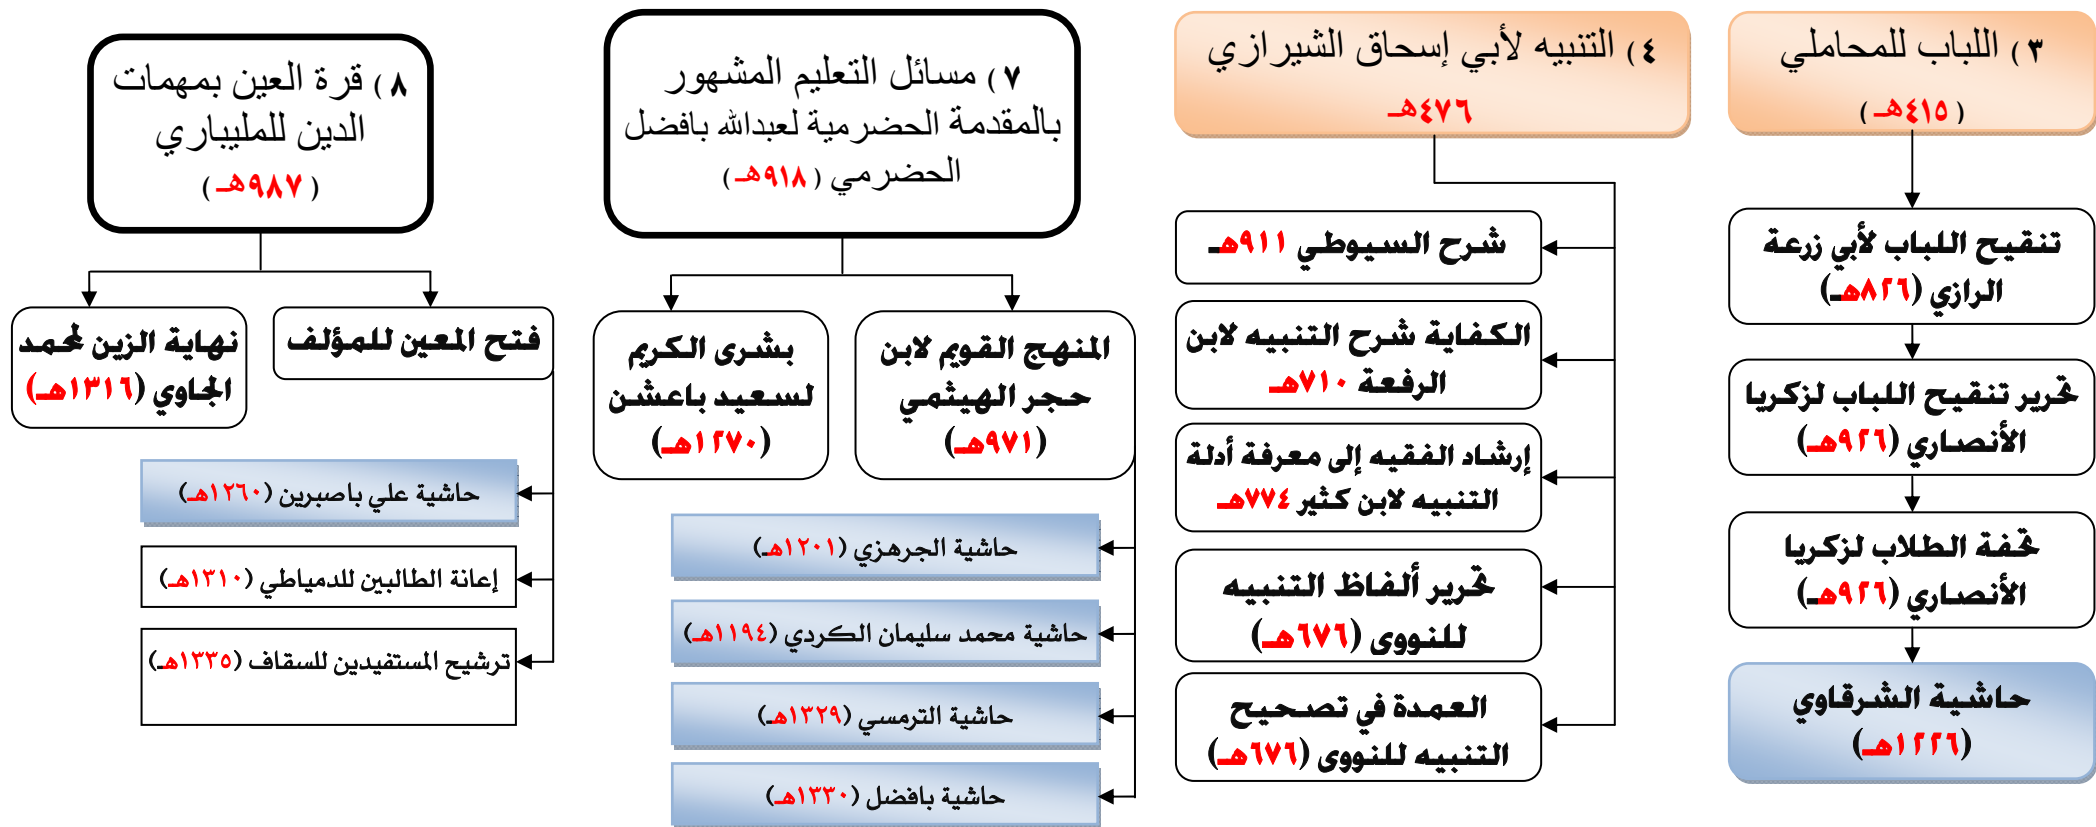 ٣) اللباب للمحاملي
(٤١٥هـ)
تنقيح اللباب لأبي زرعة
الرازي (٨٢٦هـ)
تحرير تنقيح اللباب لزكريا
الأنصاري (٩٢٦هـ)
تحفة الطلاب لزكريا
الأنصاري (٩٢٦هـ)
حاشية الشرقاوي
(١٢٢٦هـ)
٤) التنبيه لأبي إسحاق الشيرازي
٤٧٦هـ
شرح السيوطي ٩١١هـ
الكفاية شرح التنبيه لابن
الرفعة ٧١٠هـ
إرشاد الفقيه إلى معرفة أدلة
التنبيه لابن كثير ٧٧٤هـ
تحرير ألفاظ التنبيه
للنووى (٦٧٦هـ)
العمدة في تصحيح
التنبيه للنووى (٦٧٦هـ)
٧) مسائل التعليم المشهور
بالمقدمة الحضرمية لعبدالله بافضل
الحضرمي (٩١٨هـ)
المنهج القويم لابن
حجر الهيثمي
(٩٧١هـ)
بشرى الكريم
لسعيد باعشن
(١٢٧٠هـ)
حاشية الجرهزي (١٢٠١هـ)
حاشية محمد سليمان الكردي (١١٩٤هـ)
حاشية الترمسي (١٣٢٩هـ)
حاشية بافضل (١٣٣٠هـ)
٨) قرة العين بمهمات
الدين للمليباري
(٩٨٧هـ)
فتح المعين للمؤلف
نهاية الزين لمحمد
الجاوي (١٣١٦هـ)
حاشية علي باصبرين (١٢٦٠هـ)
إعانة الطالبين للدمياطي (١٣١٠هـ)
ترشيح المستفيدين للسقاف (١٣٣٥هـ)